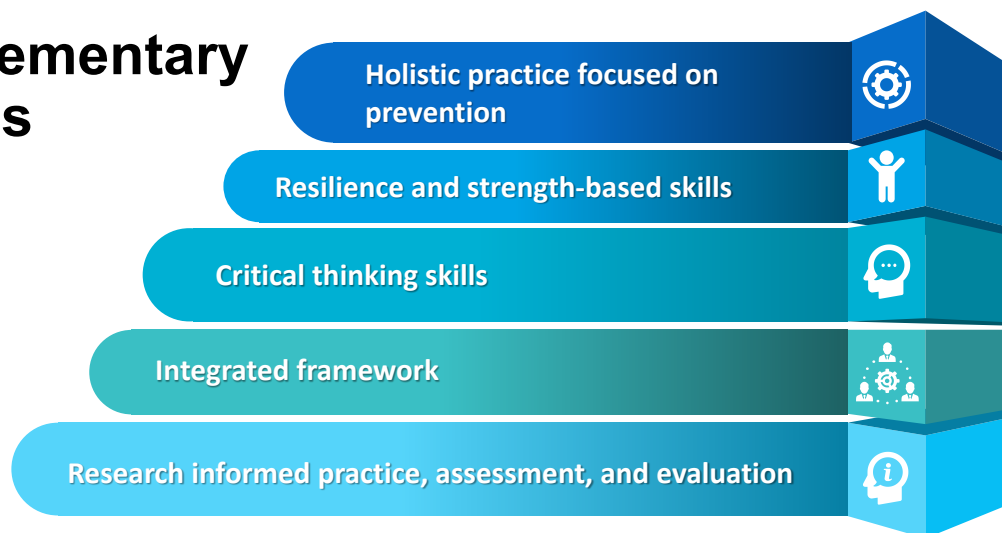 ementary
s
Holistic practice focused on
prevention
Resilience and strength-based skills
Critical thinking skills
Integrated framework
Research informed practice, assessment, and evaluation
i